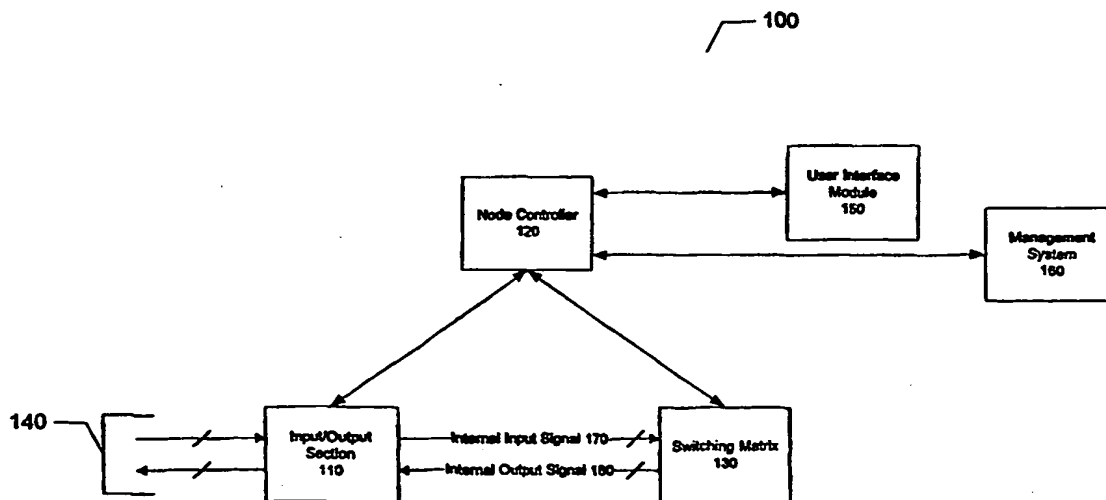 100
User Interface
Module
150
Node Controller
120
Management
System
160
140
Input/Output
Section
110
Internal Input Signal 170
Internal Output Signal 180
Switching Matrix
130